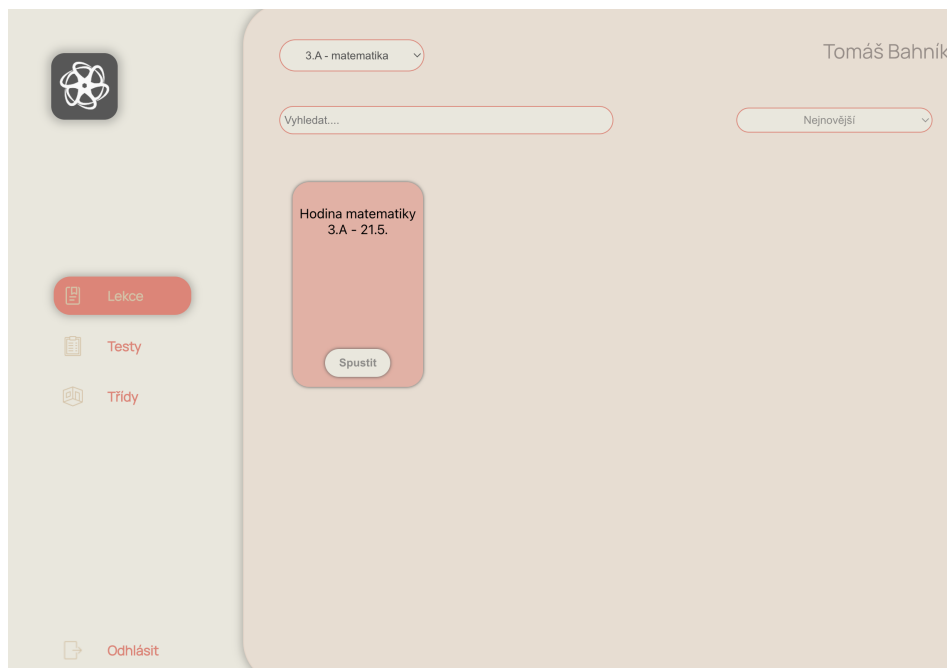 3.A - matematika
Tomáš Bahník
Vyhledat....
Nejnovější
Hodina matematiky
3.A - 21.5.
Spustit
Lekce
Testy
Třídy
Odhlásit